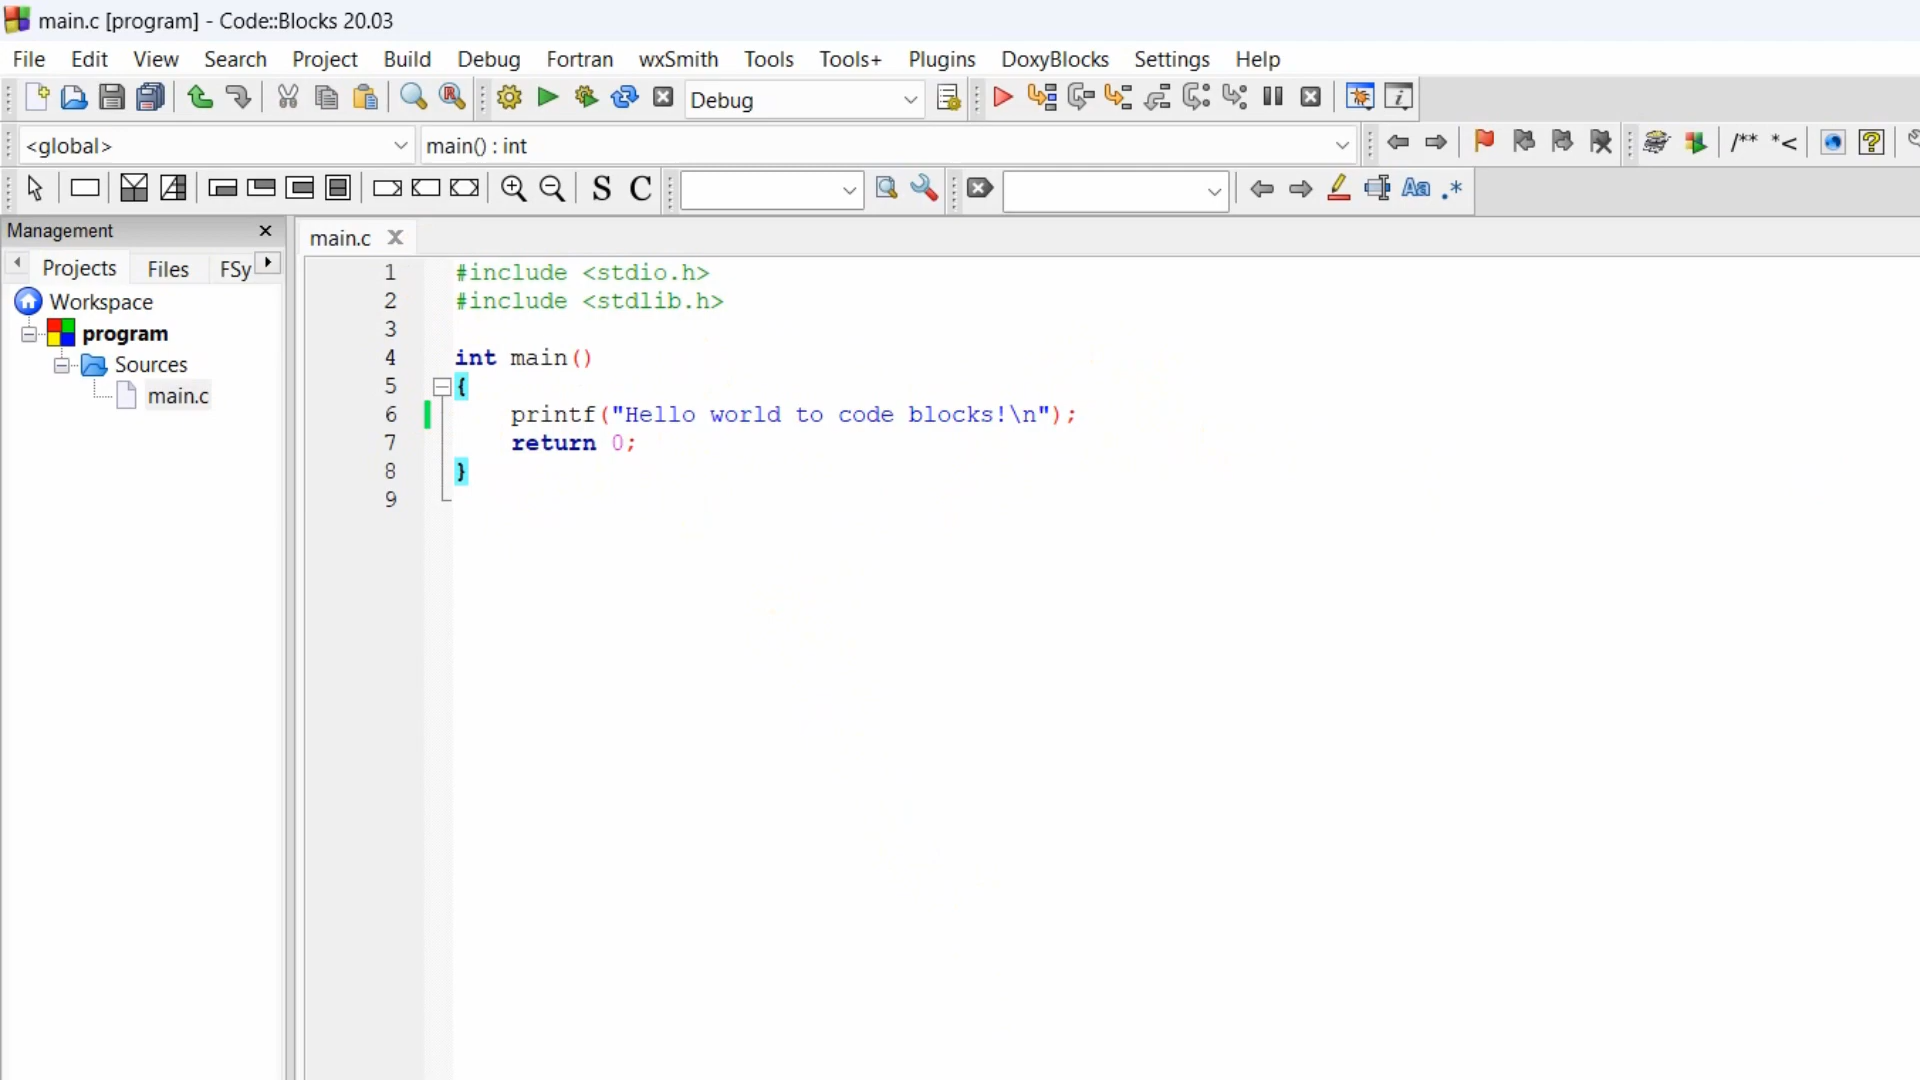 main.c [program] - Code::Blocks 20.03
File Edit View Search Project Build Debug Fortran wxSmith Tools Tools+ Plugins DoxyBlocks Settings Help
Debug
<global> main() : int /** *<
S C Aa .*
Management
main.c
Projects Files FSy
1 #include <stdio.h>
2 #include <stdlib.h>
3
4 int main()
5 {
6 printf("Hello world to code blocks!\n");
7 return 0;
8 }
9
Workspace
program
Sources
main.c